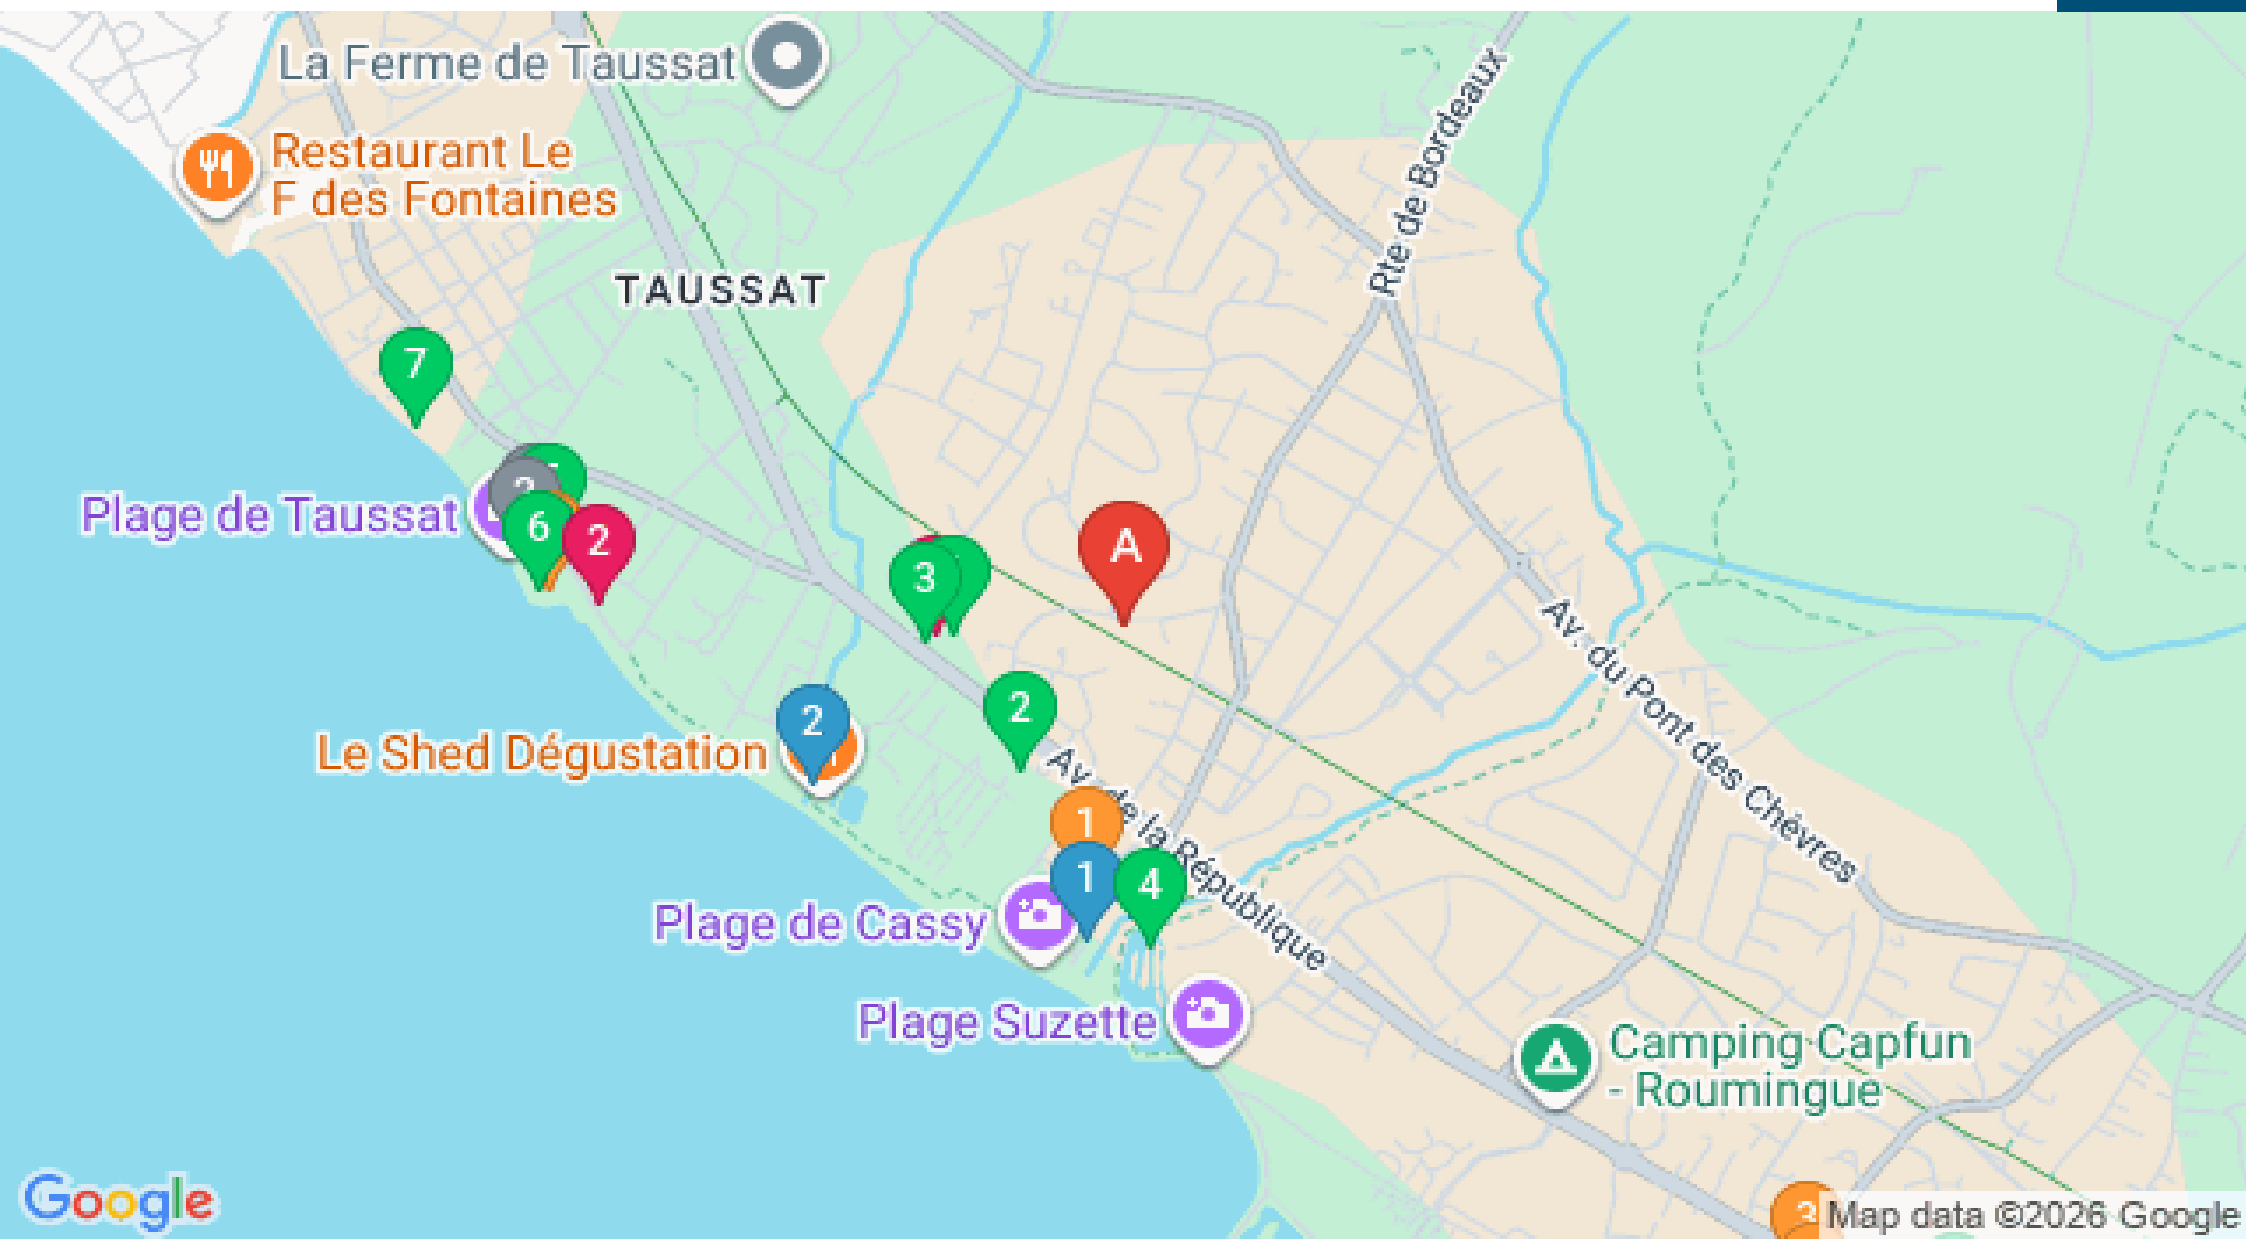 La Ferme de Taussat
Restaurant Le
F des Fontaines
Rte de Bordeaux
TAUSSAT
7
Plage de Taussat
6
2
3
A
Av. du Pont des Chèvres
2
2
Le Shed Dégustation
Av. de la République
1
1
4
Plage de Cassy
Plage Suzette
Camping Capfun
- Roumingue
Google
Map data ©2026 Google